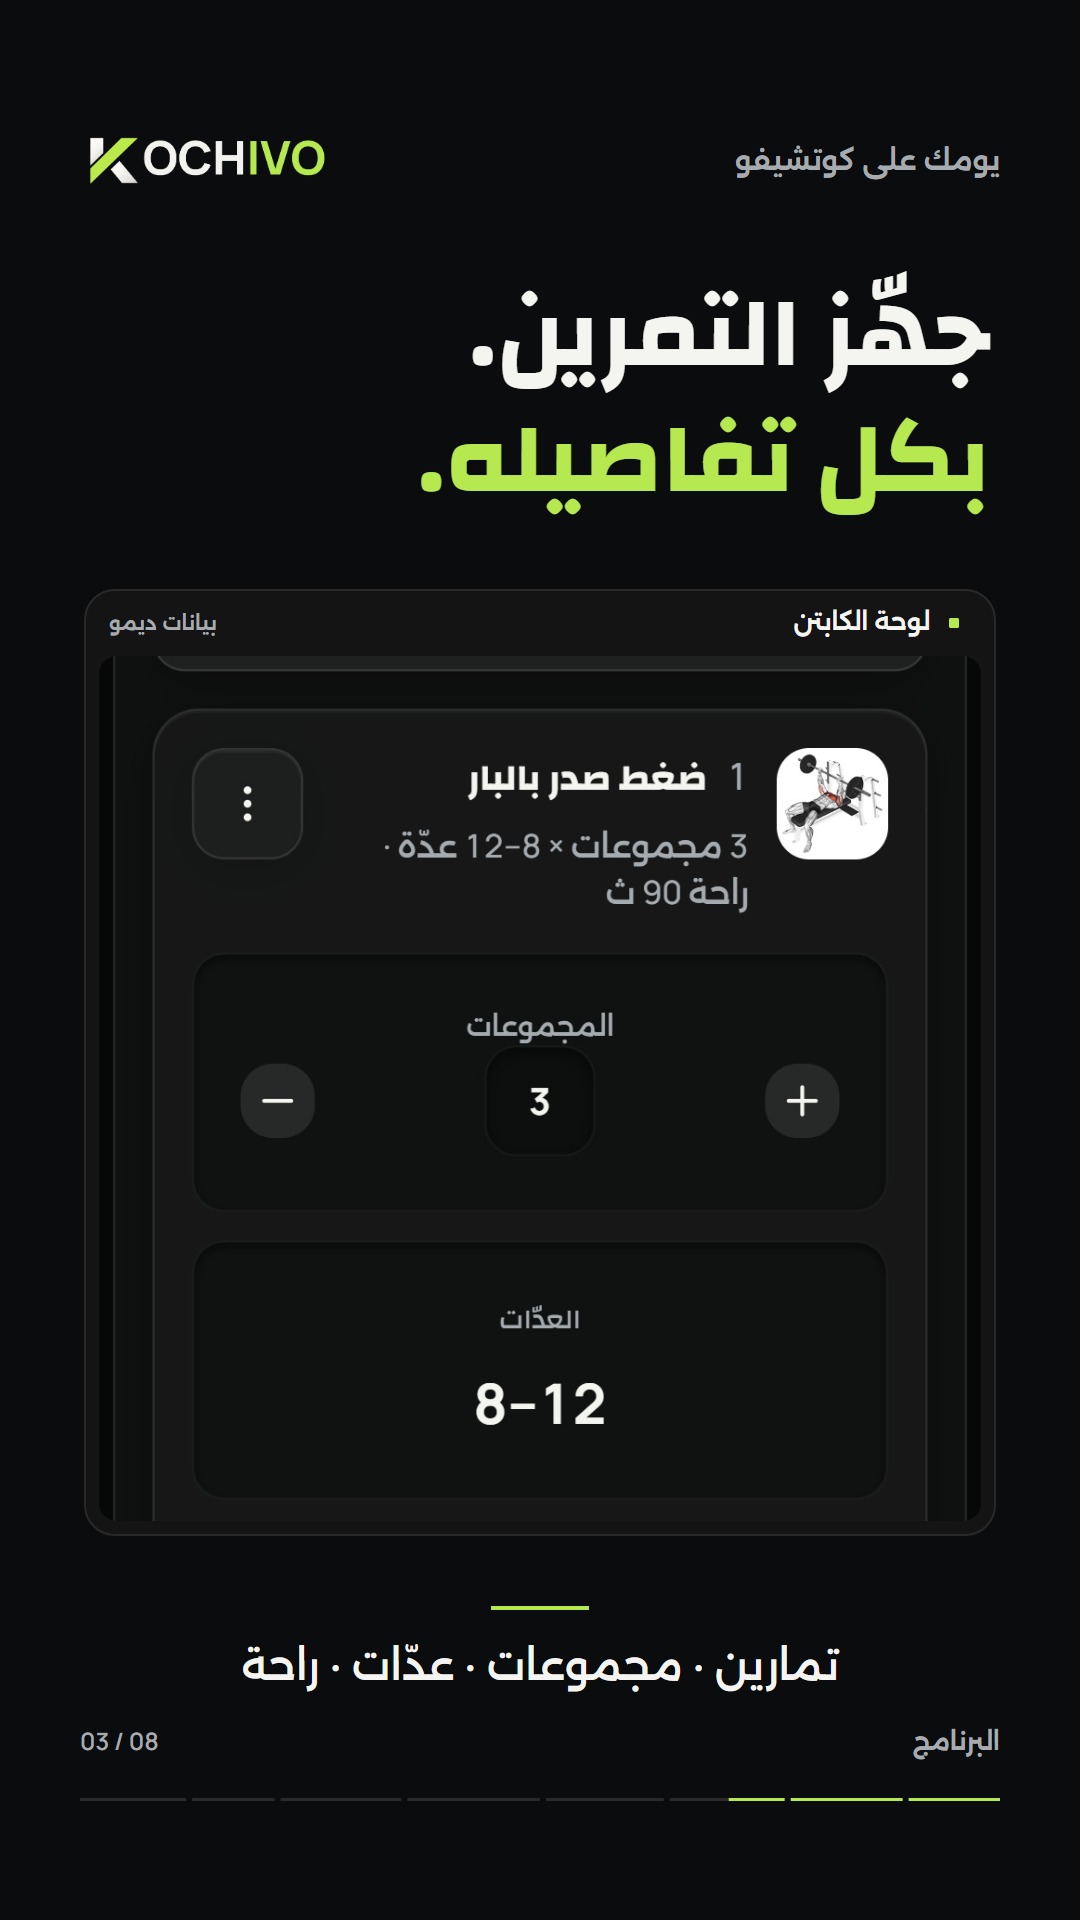 KOCHIVO
يومك على كوتشيفو
جهّز التمرين.
بكل تفاصيله.
لوحة الكابتن
بيانات ديمو
1 ضغط صدر بالبار
3 مجموعات × 8–12 عدّة ·
راحة 90 ث
المجموعات
3
العدّات
8–12
تمارين · مجموعات · عدّات · راحة
البرنامج
03 / 08